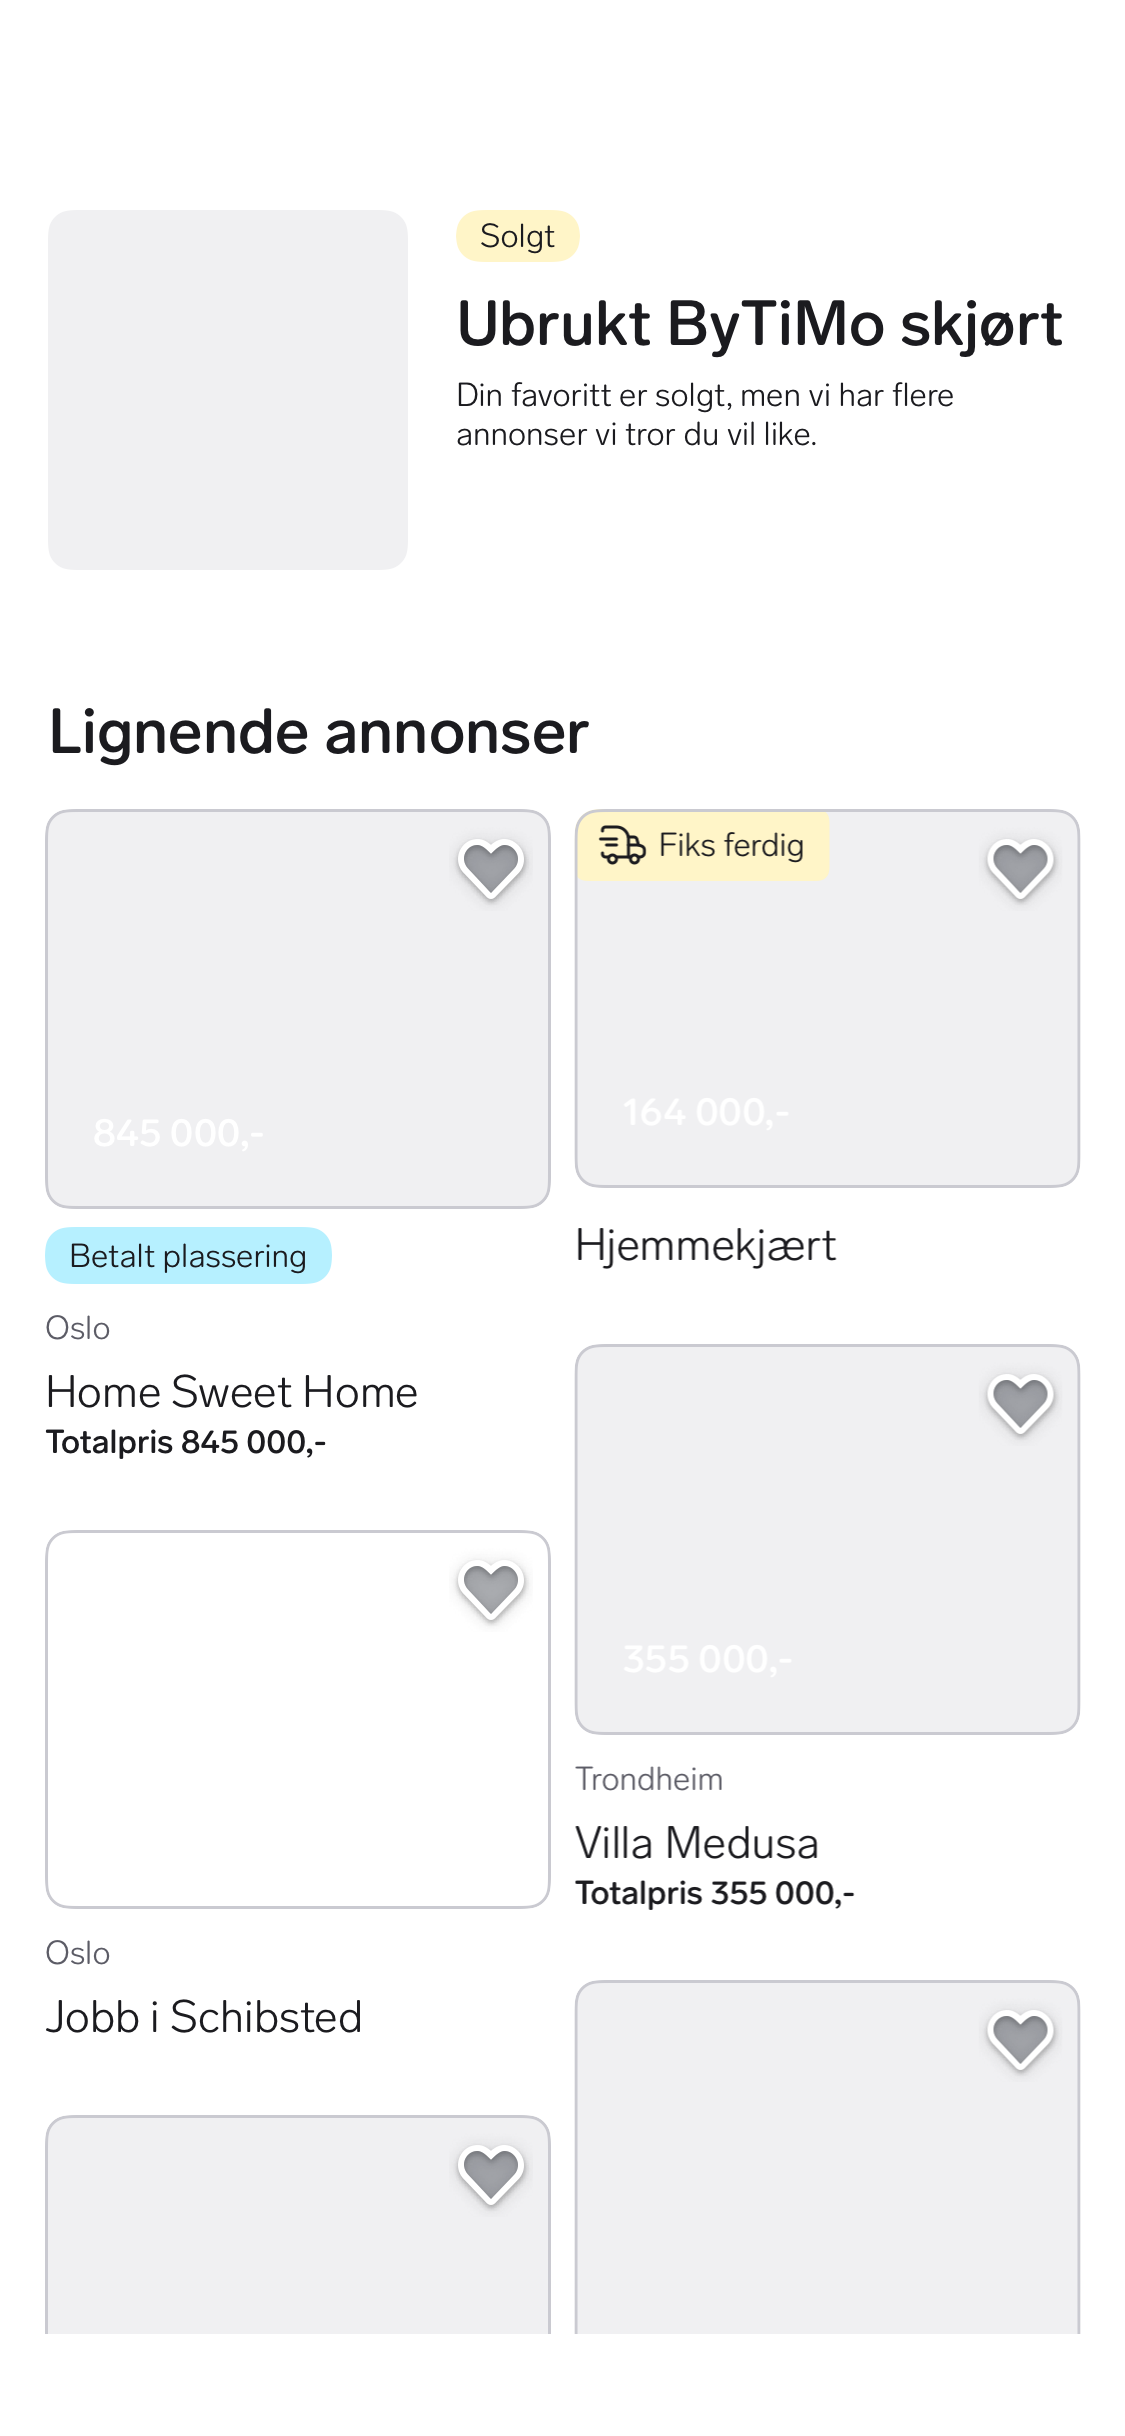 Solgt
Ubrukt ByTiMo skjørt
Din favoritt er solgt, men vi har flere
annonser vi tror du vil like.
Lignende annonser
845 000,-
Betalt plassering
Oslo
Home Sweet Home
Totalpris 845 000,-
Fiks ferdig
164 000,-
Hjemmekjært
355 000,-
Trondheim
Villa Medusa
Totalpris 355 000,-
Oslo
Jobb i Schibsted